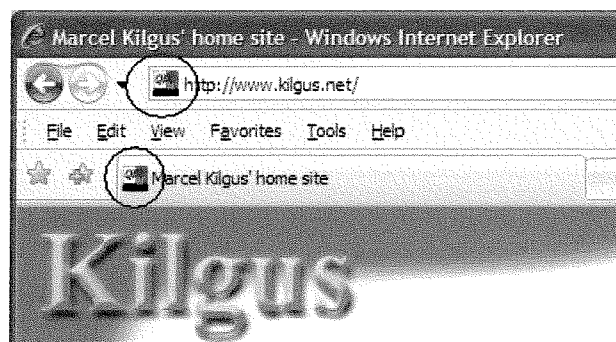 Marcel Kilgus' home site - Windows Internet Explorer
http://www.kilgus.net/
File Edit View Favorites Tools Help
Marcel Kilgus' home site
Kilgus